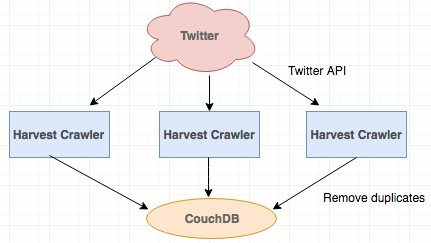 Twitter
Twitter API
Harvest Crawler
Harvest Crawler
Harvest Crawler
Remove duplicates
CouchDB